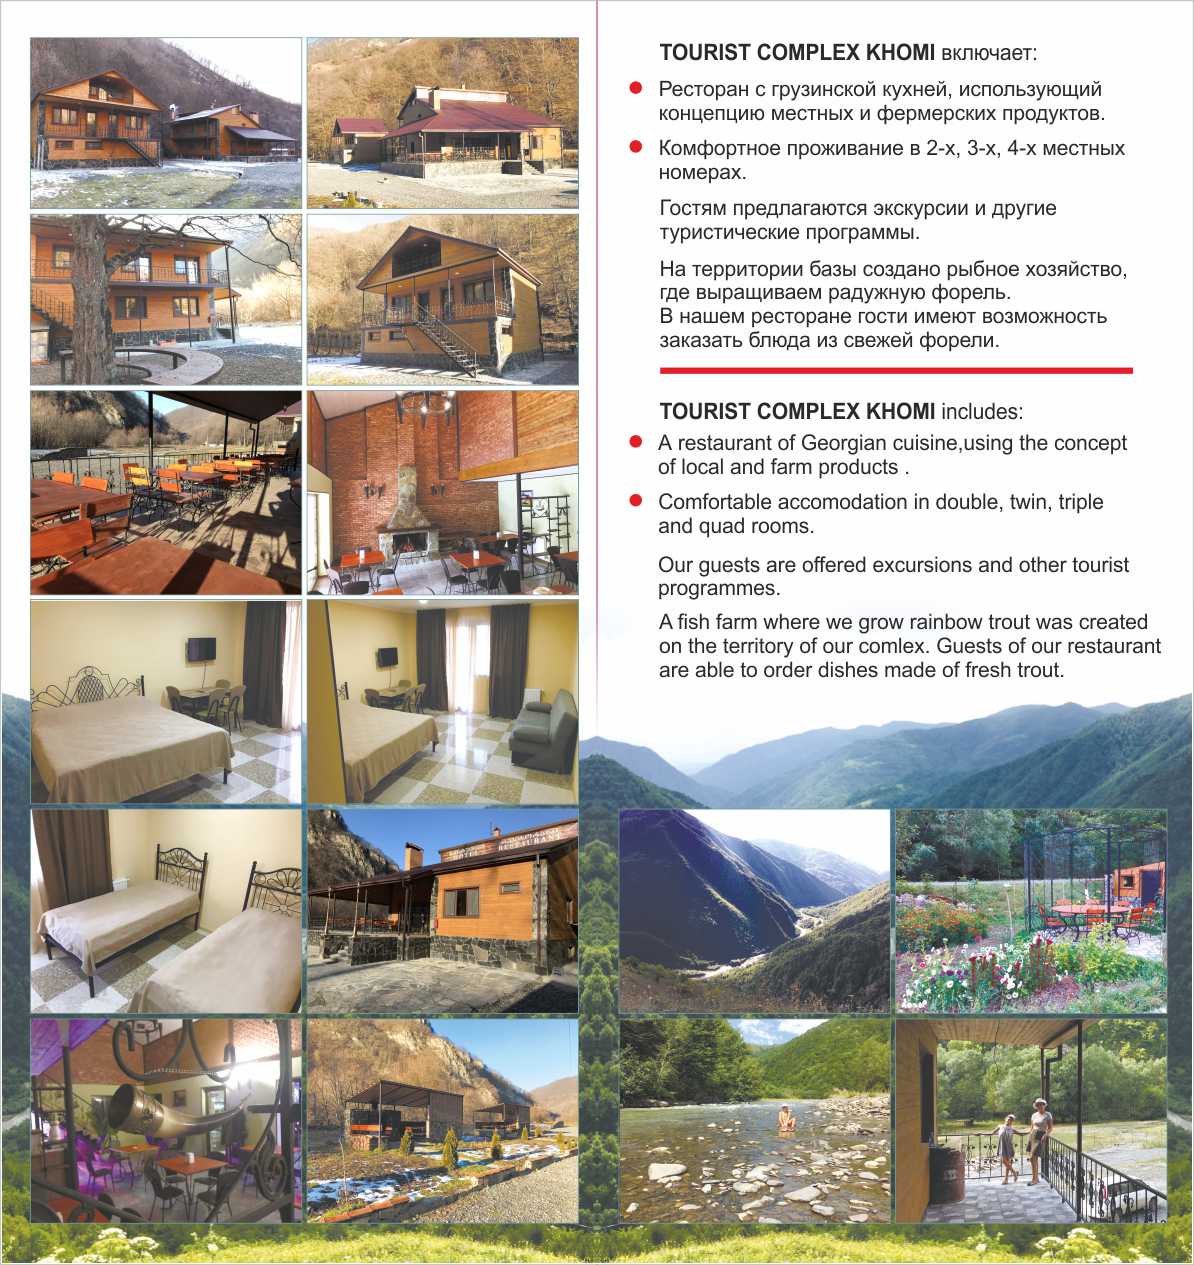 TOURIST COMPLEX KHOMI включает:
Ресторан с грузинской кухней, использующий
концепцию местных и фермерских продуктов.
Комфортное проживание в 2-х, 3-х, 4-х местных
номерах.
Гостям предлагаются экскурсии и другие
туристические программы.
На территории базы создано рыбное хозяйство,
где выращиваем радужную форель.
В нашем ресторане гости имеют возможность
заказать блюда из свежей форели.
TOURIST COMPLEX KHOMI includes:
A restaurant of Georgian cuisine,using the concept
of local and farm products .
Comfortable accomodation in double, twin, triple
and quad rooms.
Our guests are offered excursions and other tourist
programmes.
A fish farm where we grow rainbow trout was created
on the territory of our comlex. Guests of our restaurant
are able to order dishes made of fresh trout.
HOTEL RESTAURANT